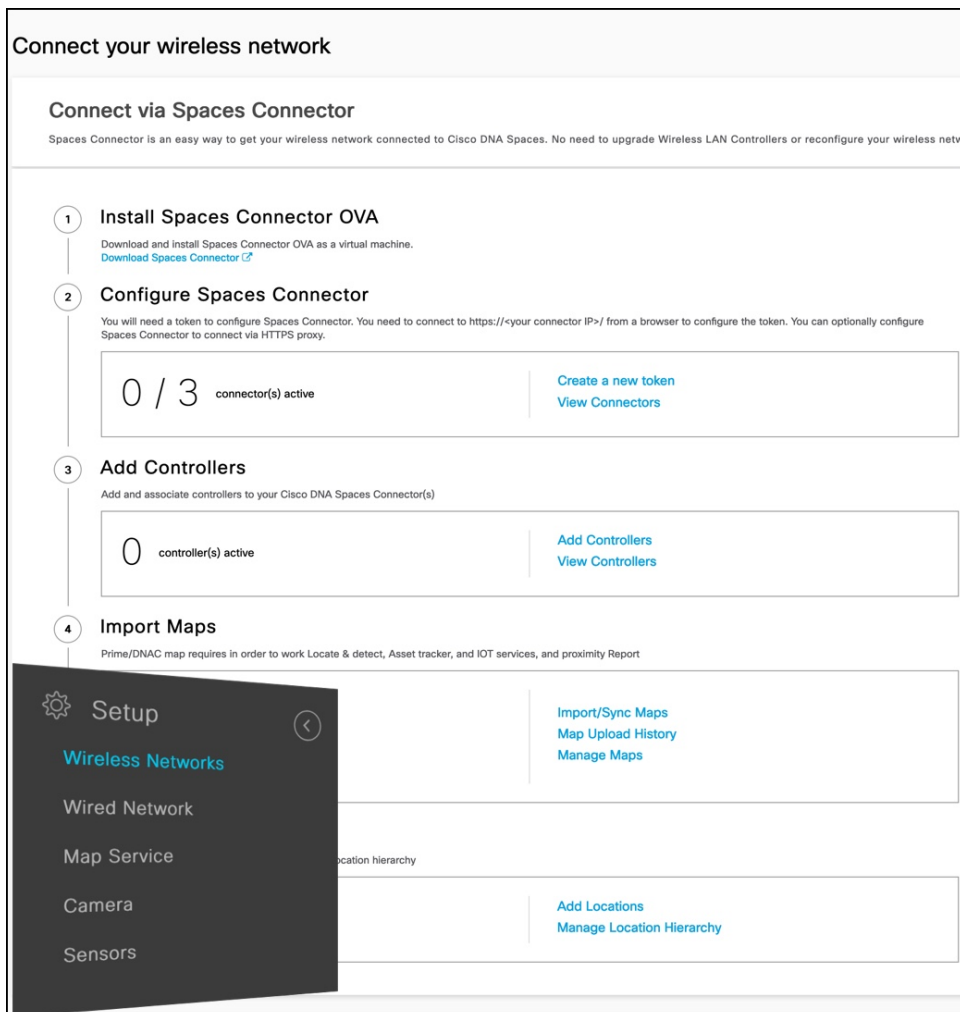 Connect your wireless network
Connect via Spaces Connector
Spaces Connector is an easy way to get your wireless network connected to Cisco DNA Spaces. No need to upgrade Wireless LAN Controllers or reconfigure your wireless
1
Install Spaces Connector OVA
Download and install Spaces Connector OVA as a virtual machine.
Download Spaces Connector
2
Configure Spaces Connector
You will need a token to configure Spaces Connector. You need to connect to https://<your connector IP>/ from a browser to configure the token. You can optionally configure
Spaces Connector to connect via HTTPS proxy.
0 / 3 connector(s) active
Create a new token
View Connectors
3
Add Controllers
Add and associate controllers to your Cisco DNA Spaces Connector(s)
0 controller(s) active
Add Controllers
View Controllers
4
Import Maps
Prime/DNAC map requires in order to work Locate & detect, Asset tracker, and IOT services, and proximity Report
Import/Sync Maps
Map Upload History
Manage Maps
location hierarchy
Add Locations
Manage Location Hierarchy
Setup
Wireless Networks
Wired Network
Map Service
Camera
Sensors